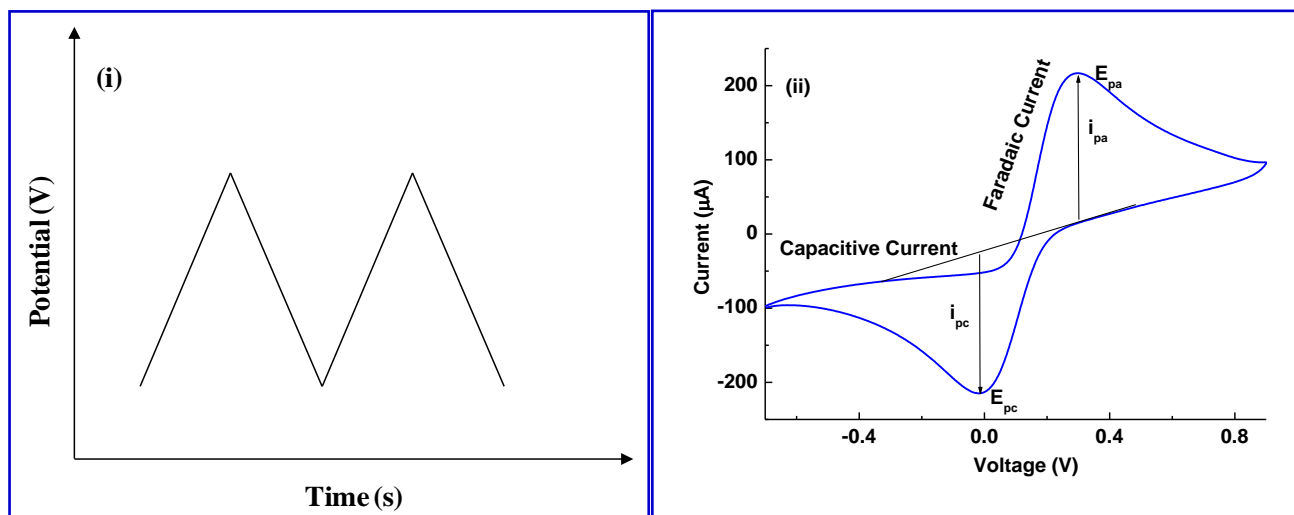 (i)
Potential (V)
Time (s)
(ii)
200
100
0
-100
-200
Current (µA)
-0.4
0.0
0.4
0.8
Voltage (V)
Faradaic Current
Capacitive Current
E_pa
i_pa
i_pc
E_pc